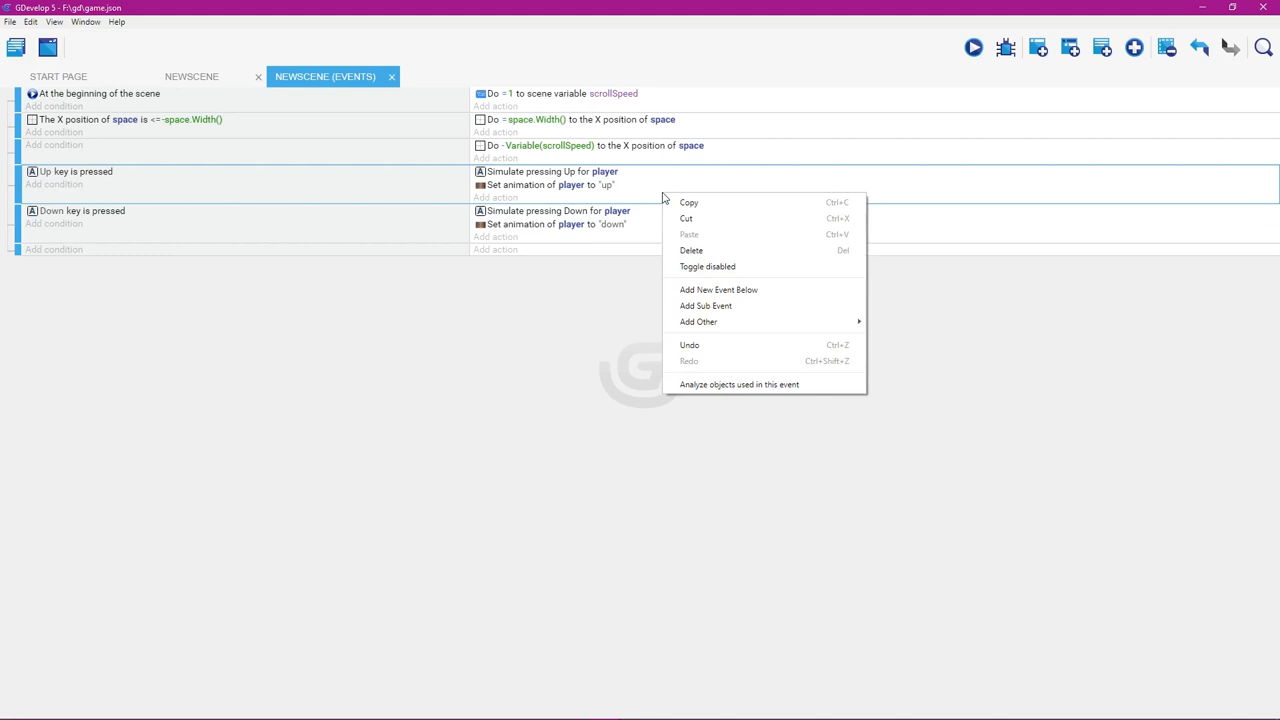 GDevelop 5 - F:\gd\game.json
File Edit View Window Help
START PAGE NEWSCENE NEWSCENE (EVENTS)
At the beginning of the scene
Add condition
Do =1 to scene variable scrollSpeed
Add action
The X position of space is <=-space.Width()
Add condition
Do =space.Width() to the X position of space
Add action
Add condition
Do -Variable(scrollSpeed) to the X position of space
Add action
Up key is pressed
Add condition
Simulate pressing Up for player
Set animation of player to "up"
Add action
Down key is pressed
Add condition
Simulate pressing Down for player
Set animation of player to "down"
Add action
Add condition
Add action
Copy Ctrl+C
Cut Ctrl+X
Paste Ctrl+V
Delete Del
Toggle disabled
Add New Event Below
Add Sub Event
Add Other
Undo Ctrl+Z
Redo Ctrl+Shift+Z
Analyze objects used in this event